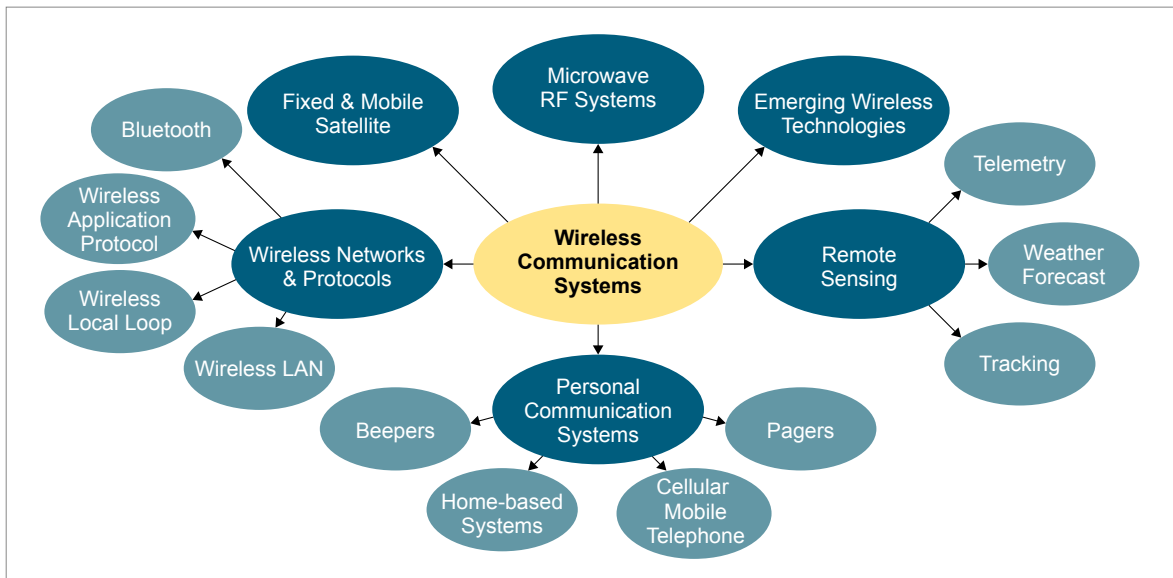 Microwave
RF Systems
Fixed & Mobile
Satellite
Emerging Wireless
Technologies
Bluetooth
Telemetry
Wireless
Application
Protocol
Wireless Networks
& Protocols
Wireless
Communication
Systems
Remote
Sensing
Weather
Forecast
Wireless
Local Loop
Wireless LAN
Tracking
Personal
Communication
Systems
Beepers
Pagers
Home-based
Systems
Cellular
Mobile
Telephone